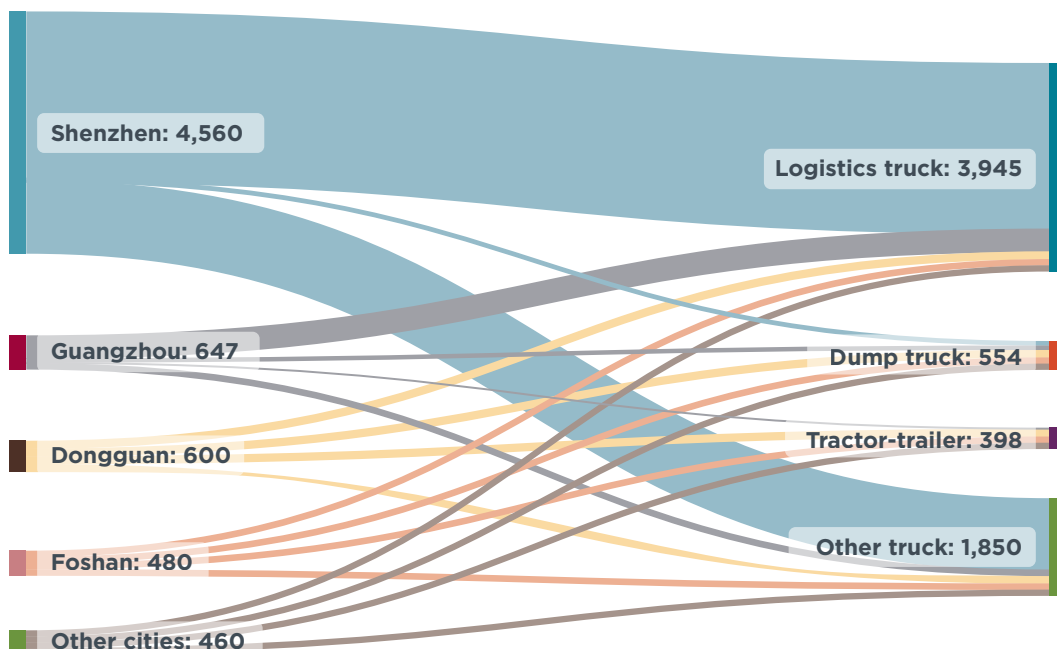 Shenzhen: 4,560
Logistics truck: 3,945
Guangzhou: 647
Dump truck: 554
Dongguan: 600
Tractor-trailer: 398
Foshan: 480
Other truck: 1,850
Other cities: 460